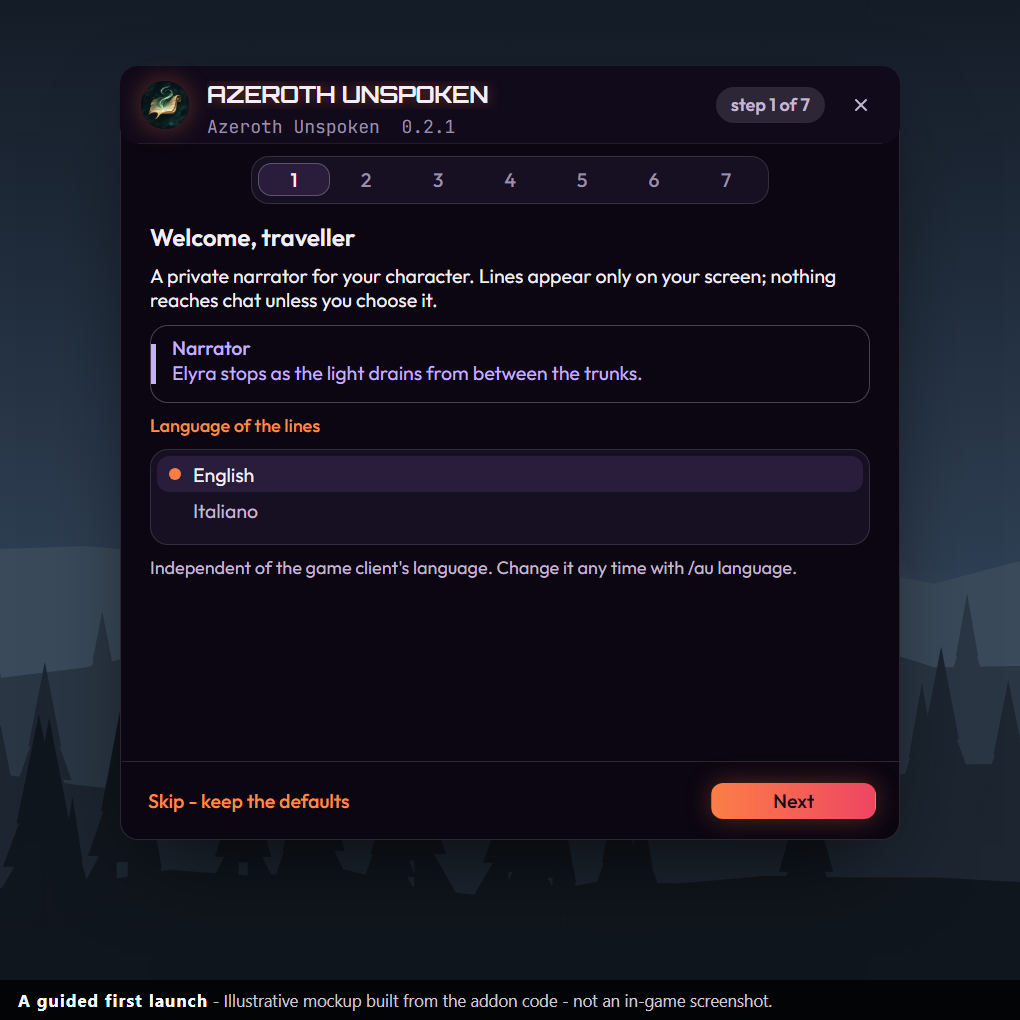 AZEROTH UNSPOKEN
Azeroth Unspoken 0.2.1
step 1 of 7
×
1 2 3 4 5 6 7
Welcome, traveller
A private narrator for your character. Lines appear only on your screen; nothing
reaches chat unless you choose it.
Narrator
Elyra stops as the light drains from between the trunks.
Language of the lines
English
Italiano
Independent of the game client's language. Change it any time with /au language.
Skip - keep the defaults
Next
A guided first launch - Illustrative mockup built from the addon code - not an in-game screenshot.